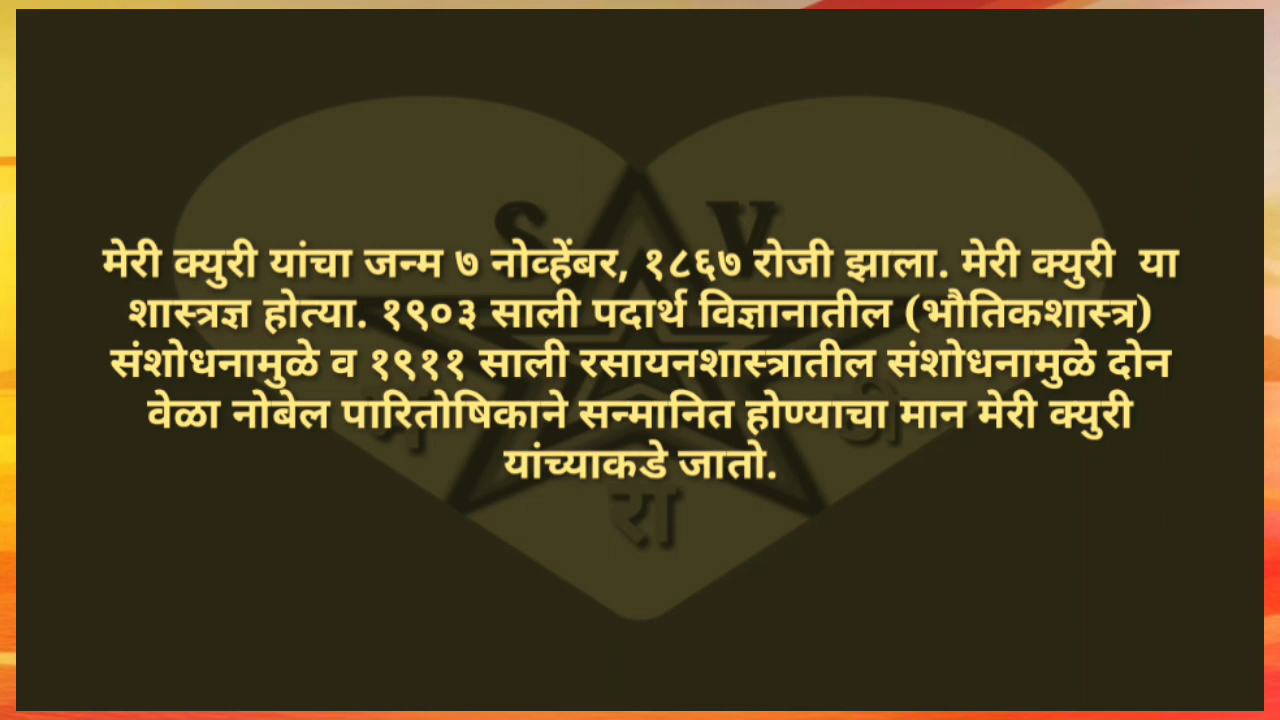 S V
मेरी क्युरी यांचा जन्म ७ नोव्हेंबर, १८६७ रोजी झाला. मेरी क्युरी या
शास्त्रज्ञ होत्या. १९०३ साली पदार्थ विज्ञानातील (भौतिकशास्त्र)
संशोधनामुळे व १९११ साली रसायनशास्त्रातील संशोधनामुळे दोन
वेळा नोबेल पारितोषिकाने सन्मानित होण्याचा मान मेरी क्युरी
यांच्याकडे जातो.
रा